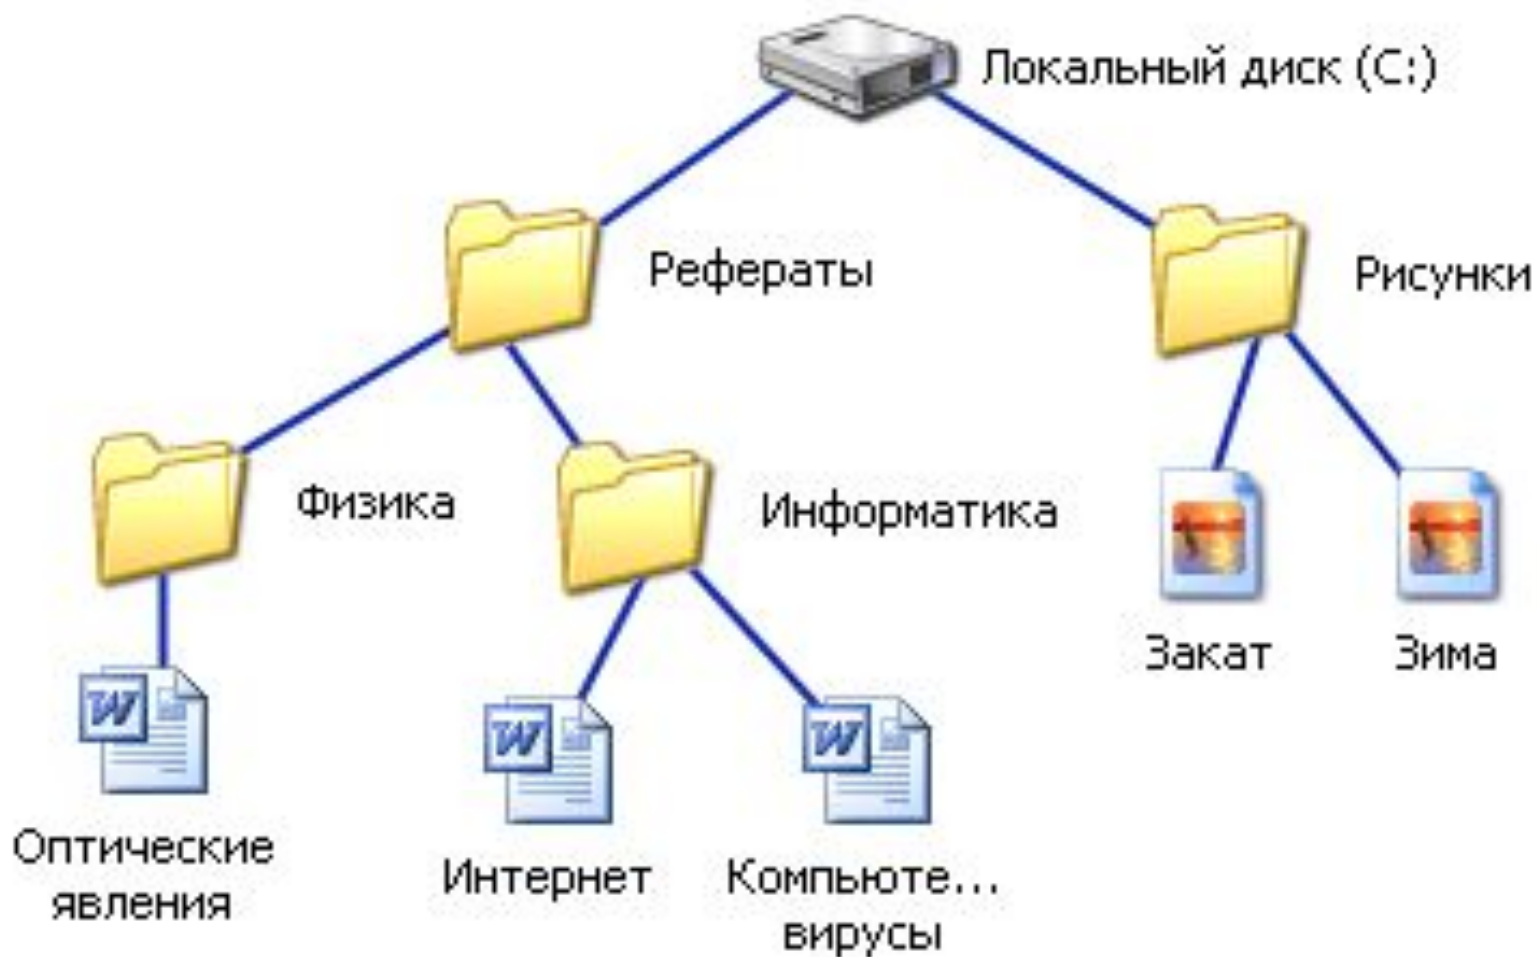 Локальный диск (C:)
Рефераты
Рисунки
Физика
Информатика
Закат
Зима
Оптические
явления
Интернет
Компьюте...
вирусы